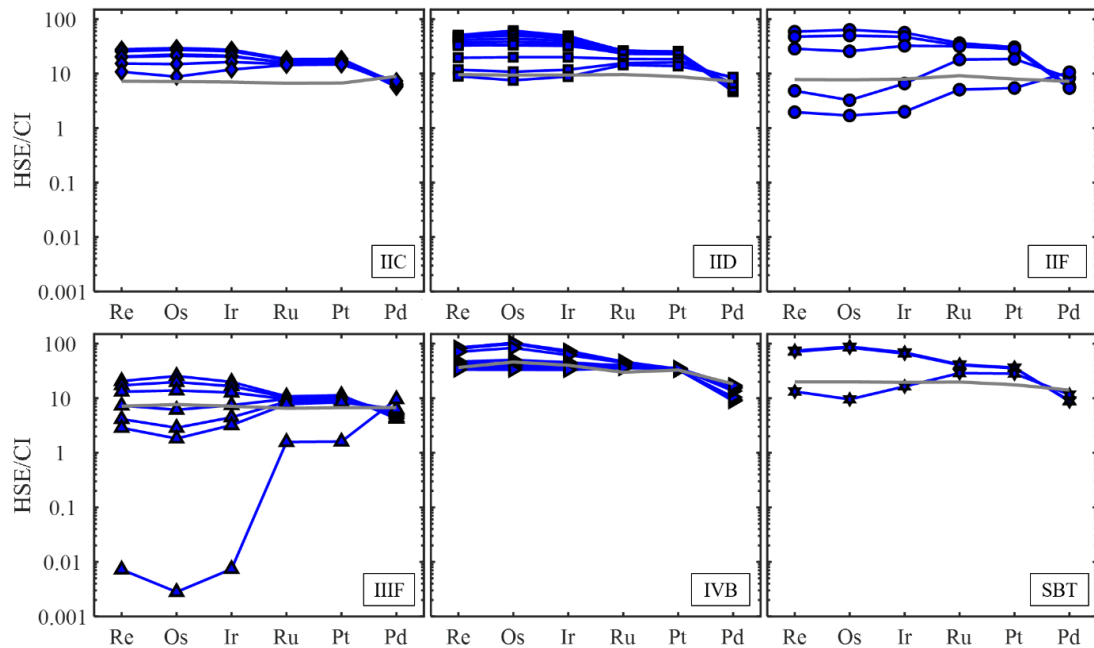 HSE/CI
100
10
1
0.1
0.01
0.001
IIC
IID
IIF
Re Os Ir Ru Pt Pd
Re Os Ir Ru Pt Pd
Re Os Ir Ru Pt Pd
HSE/CI
100
10
1
0.1
0.01
0.001
IIIF
IVB
SBT
Re Os Ir Ru Pt Pd
Re Os Ir Ru Pt Pd
Re Os Ir Ru Pt Pd